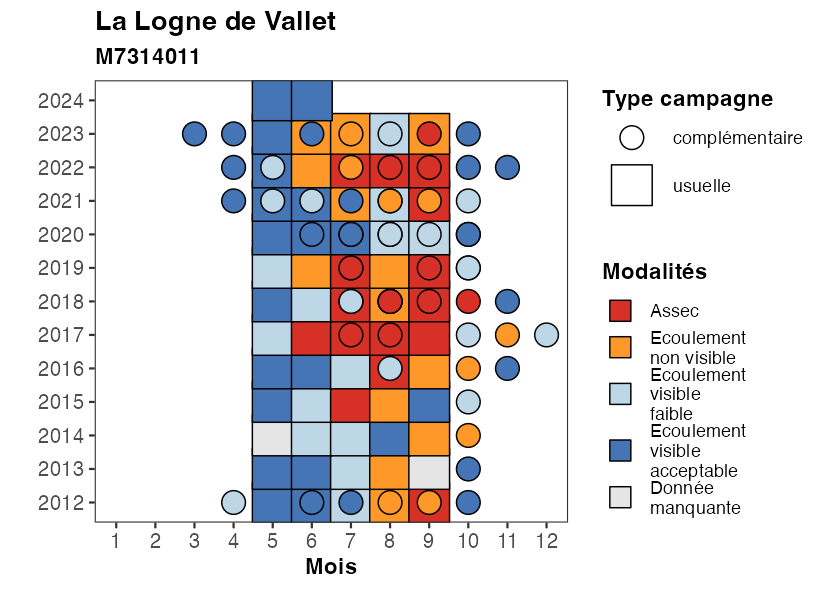 La Logne de Vallet
M7314011
2024
2023
2022
2021
2020
2019
2018
2017
2016
2015
2014
2013
2012
1 2 3 4 5 6 7 8 9 10 11 12
Mois
Type campagne
complémentaire
usuelle
Modalités
Assec
Ecoulement
non visible
Ecoulement
visible
faible
Ecoulement
visible
acceptable
Donnée
manquante